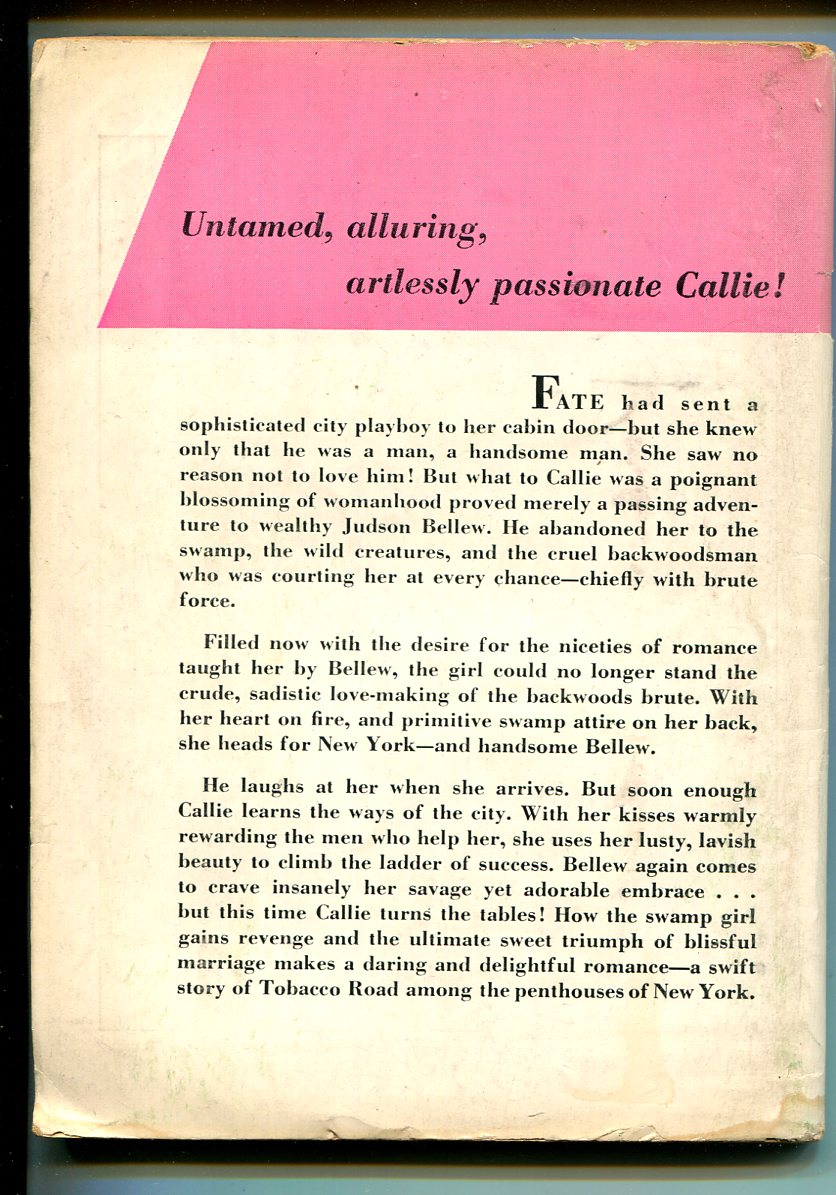 Untamed, alluring,
artlessly passionate Callie!
FATE had sent a
sophisticated city playboy to her cabin door—but she knew
only that he was a man, a handsome man. She saw no
reason not to love him! But what to Callie was a poignant
blossoming of womanhood proved merely a passing adven-
ture to wealthy Judson Bellew. He abandoned her to the
swamp, the wild creatures, and the cruel backwoodsman
who was courting her at every chance—chiefly with brute
force.
Filled now with the desire for the niceties of romance
taught her by Bellew, the girl could no longer stand the
crude, sadistic love-making of the backwoods brute. With
her heart on fire, and primitive swamp attire on her back,
she heads for New York—and handsome Bellew.
He laughs at her when she arrives. But soon enough
Callie learns the ways of the city. With her kisses warmly
rewarding the men who help her, she uses her lusty, lavish
beauty to climb the ladder of success. Bellew again comes
to crave insanely her savage yet adorable embrace . . .
but this time Callie turns the tables! How the swamp girl
gains revenge and the ultimate sweet triumph of blissful
marriage makes a daring and delightful romance—a swift
story of Tobacco Road among the penthouses of New York.